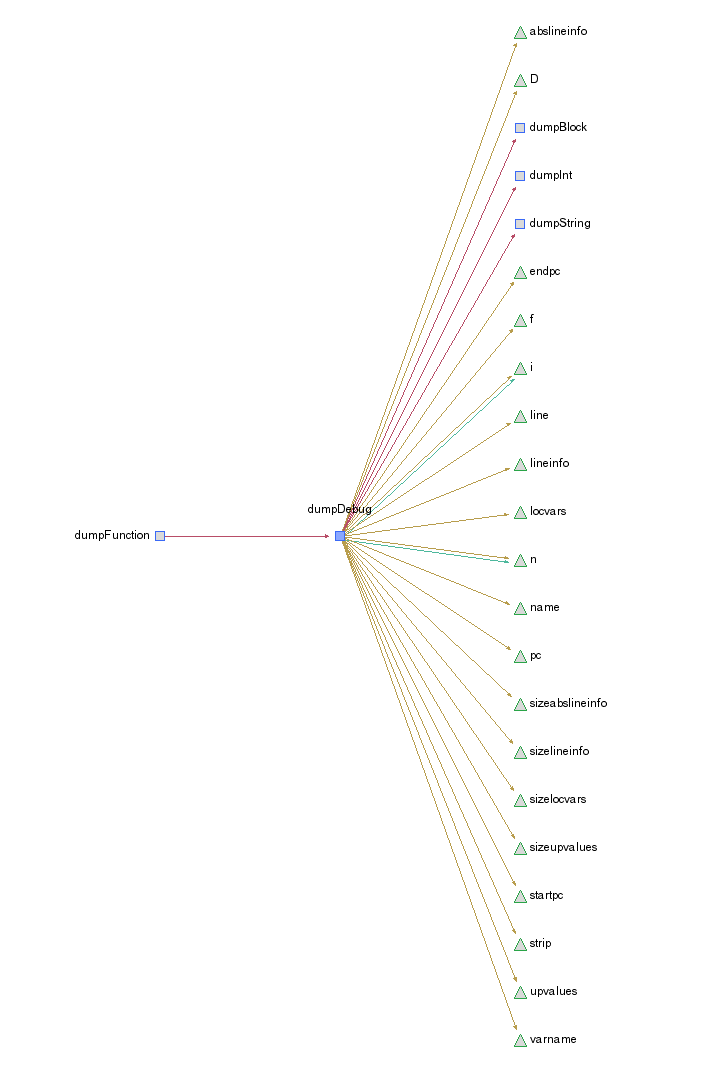 abslineinfo
D
dumpBlock
dumpInt
dumpString
endpc
f
i
line
lineinfo
locvars
dumpDebug
dumpFunction
n
name
pc
sizeabslineinfo
sizelineinfo
sizelocvars
sizeupvalues
startpc
strip
upvalues
varname